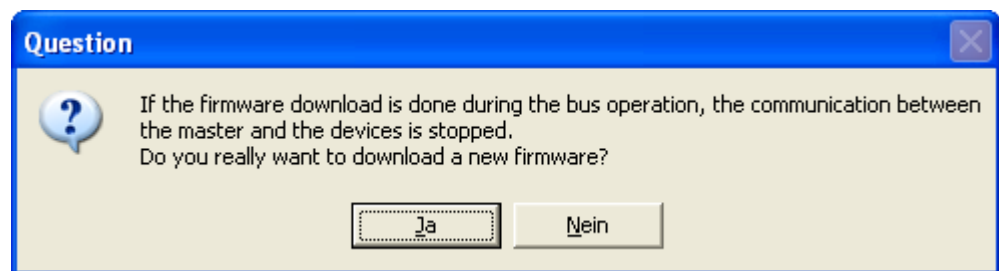 Question
If the firmware download is done during the bus operation, the communication between
the master and the devices is stopped.
Do you really want to download a new firmware?
Ja
Nein